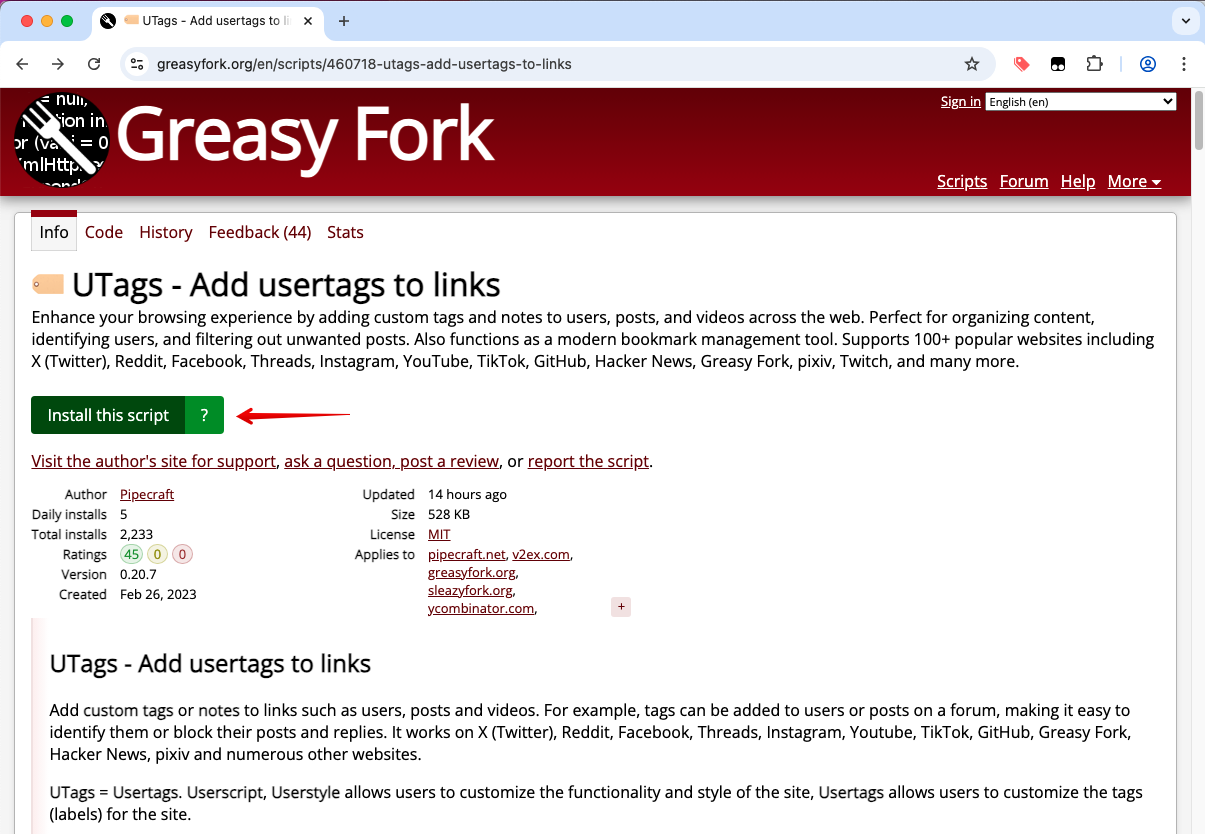 UTags - Add usertags to li
greasyfork.org/en/scripts/460718-utags-add-usertags-to-links
= null,
or (va
= 0
Greasy Fork
Sign in
English (en)
Scripts Forum Help More
Info Code History Feedback (44) Stats
UTags - Add usertags to links
Enhance your browsing experience by adding custom tags and notes to users, posts, and videos across the web. Perfect for organizing content,
identifying users, and filtering out unwanted posts. Also functions as a modern bookmark management tool. Supports 100+ popular websites including
X (Twitter), Reddit, Facebook, Threads, Instagram, YouTube, TikTok, GitHub, Hacker News, Greasy Fork, pixiv, Twitch, and many more.
Install this script ?
Visit the author's site for support, ask a question, post a review, or report the script.
Author Pipecraft
Daily installs 5
Total installs 2,233
Ratings 45 0 0
Version 0.20.7
Created Feb 26, 2023
Updated 14 hours ago
Size 528 KB
License MIT
Applies to pipecraft.net, v2ex.com,
greasyfork.org,
sleazyfork.org,
ycombinator.com,
+
UTags - Add usertags to links
Add custom tags or notes to links such as users, posts and videos. For example, tags can be added to users or posts on a forum, making it easy to
identify them or block their posts and replies. It works on X (Twitter), Reddit, Facebook, Threads, Instagram, Youtube, TikTok, GitHub, Greasy Fork,
Hacker News, pixiv and numerous other websites.
UTags = Usertags. Userscript, Userstyle allows users to customize the functionality and style of the site, Usertags allows users to customize the tags
(labels) for the site.